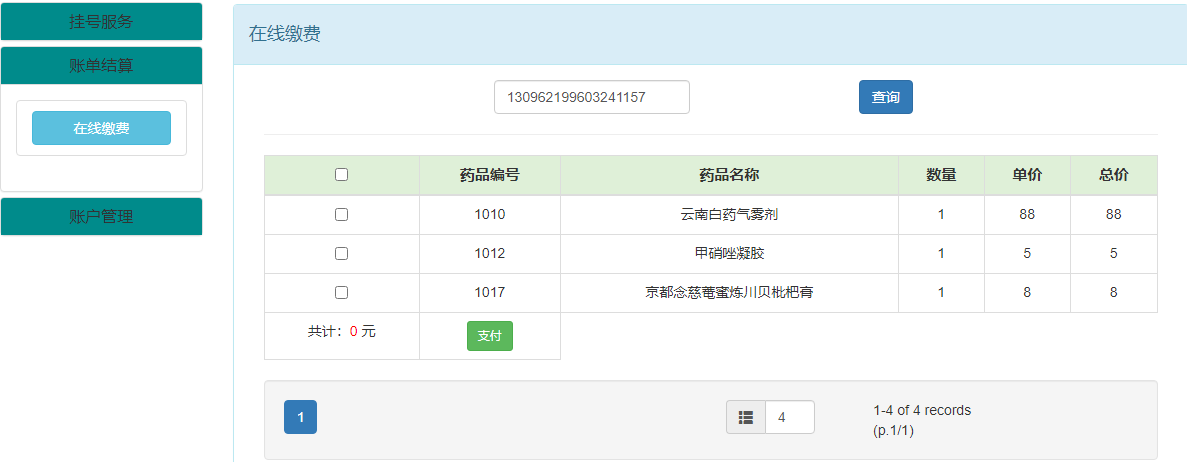 挂号服务
账单结算
在线缴费
账户管理
在线缴费
130962199603241157 查询
药品编号 药品名称 数量 单价 总价
1010 云南白药气雾剂 1 88 88
1012 甲硝唑凝胶 1 5 5
1017 京都念慈菴蜜炼川贝枇杷膏 1 8 8
共计：0 元 支付
1 4 1-4 of 4 records
(p.1/1)